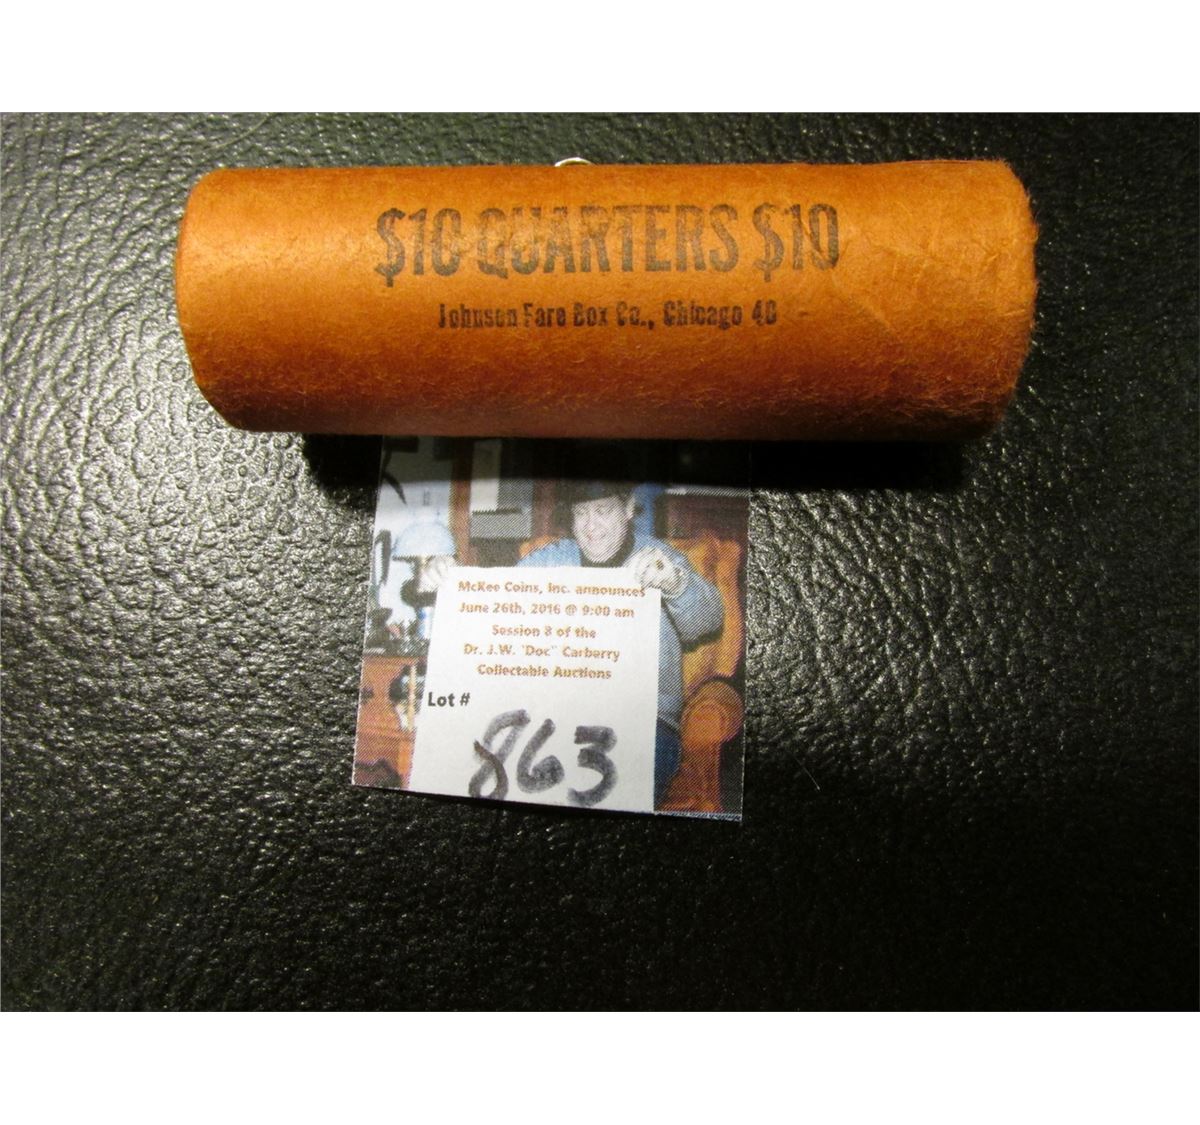 $10 QUARTERS $10
Johnson Fare Box Co., Chicago 40
McKee Coins, Inc. announces
June 26th, 2016 @ 9:00 am
Session 8 of the
Dr. J.W. "Doc" Carberry
Collectable Auctions
Lot #
863